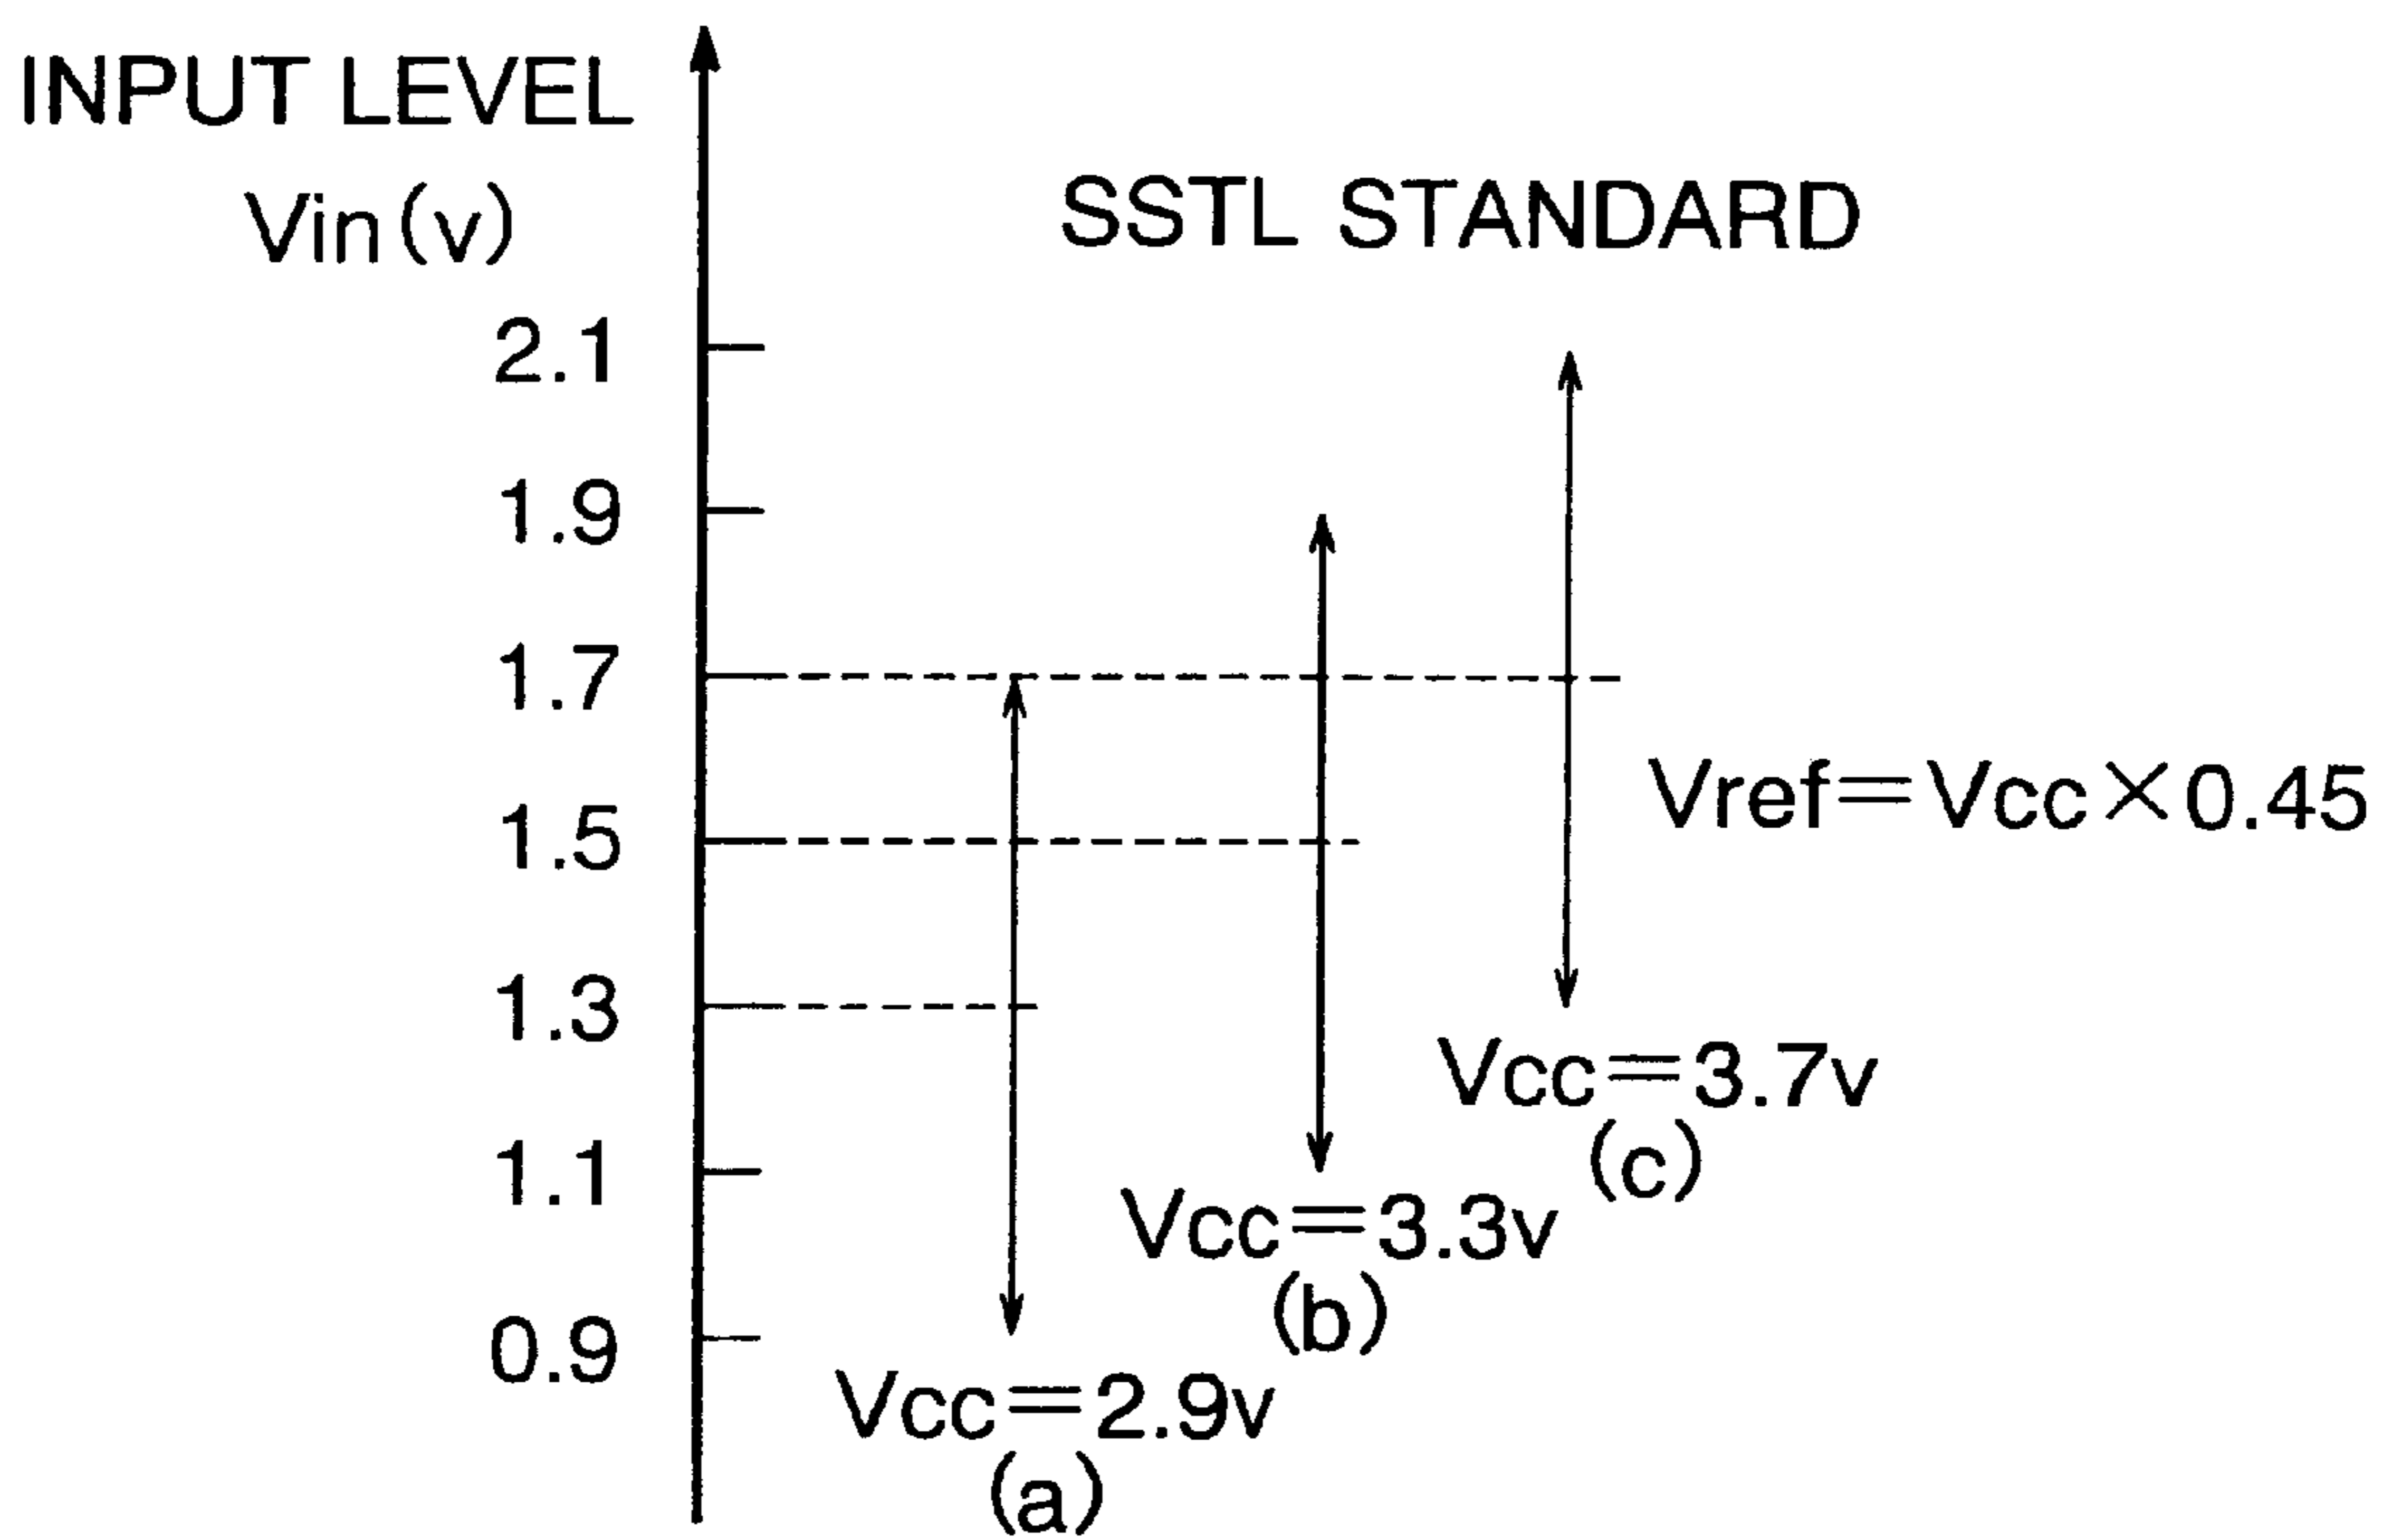 INPUT LEVEL
Vin(v)
SSTL STANDARD
2.1
1.9
1.7
1.5
1.3
1.1
0.9
Vref=Vcc×0.45
Vcc=3.7v
(c)
Vcc=3.3v
(b)
Vcc=2.9v
(a)